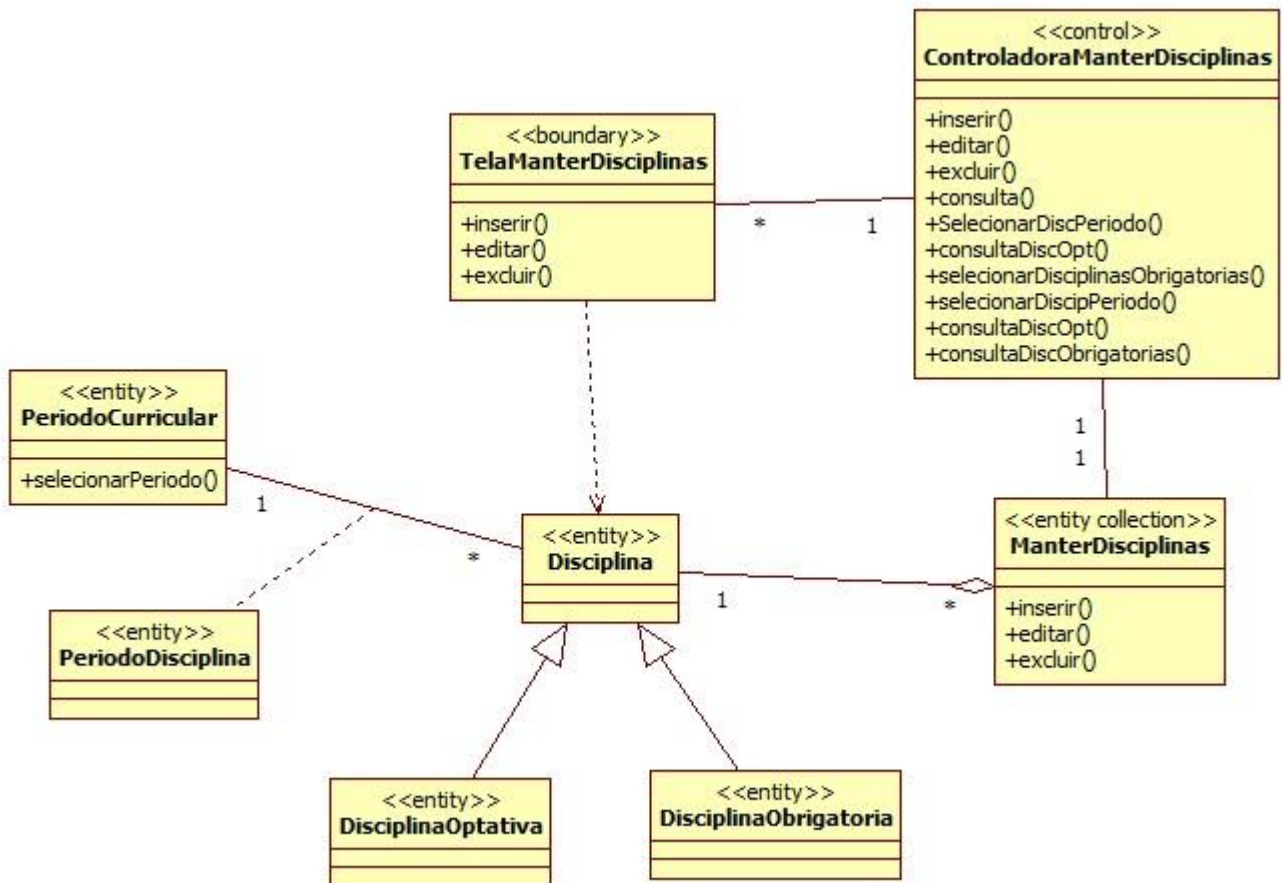 <<control>>
ControladoraManterDisciplinas
+inserir()
+editar()
+excluir()
+consulta()
+SelecionarDiscPeriodo()
+consultaDiscOpt()
+selecionarDisciplinasObrigatorias()
+selecionarDiscipPeriodo()
+consultaDiscOpt()
+consultaDiscObrigatorias()
<<boundary>>
TelaManterDisciplinas
+inserir()
+editar()
+excluir()
*
1
<<entity>>
PeriodoCurricular
+selecionarPeriodo()
1
*
1
1
<<entity>>
Disciplina
<<entity collection>>
ManterDisciplinas
+inserir()
+editar()
+excluir()
1
*
<<entity>>
PeriodoDisciplina
<<entity>>
DisciplinaOptativa
<<entity>>
DisciplinaObrigatoria